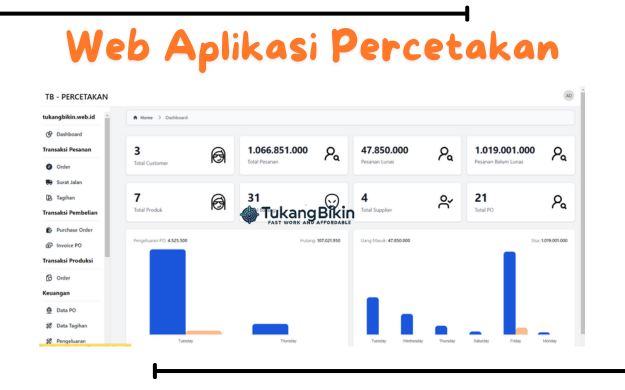 Web Aplikasi Percetakan
TB - PERCETAKAN
AD
tukangbikin.web.id
Home > Dashboard
Dashboard
Transaksi Pesanan
Order
Surat Jalan
Tagihan
Transaksi Pembelian
Purchase Order
Invoice PO
Transaksi Produksi
Order
Keuangan
Data PO
Data Tagihan
Pengeluaran
3
Total Customer
1.066.851.000
Total Pesanan
47.850.000
Pesanan Lunas
1.019.001.000
Pesanan Belum Lunas
7
Total Produk
31
4
Total Supplier
21
Total PO
TukangBikin
FAST WORK AND AFFORDABLE
Pengeluaran PO: 4.525.500
Hutang: 107.021.950
Tuesday
Thursday
Uang Masuk: 47.850.000
Sisa: 1.019.001.000
Tuesday
Wednesday
Thursday
Saturday
Friday
Monday